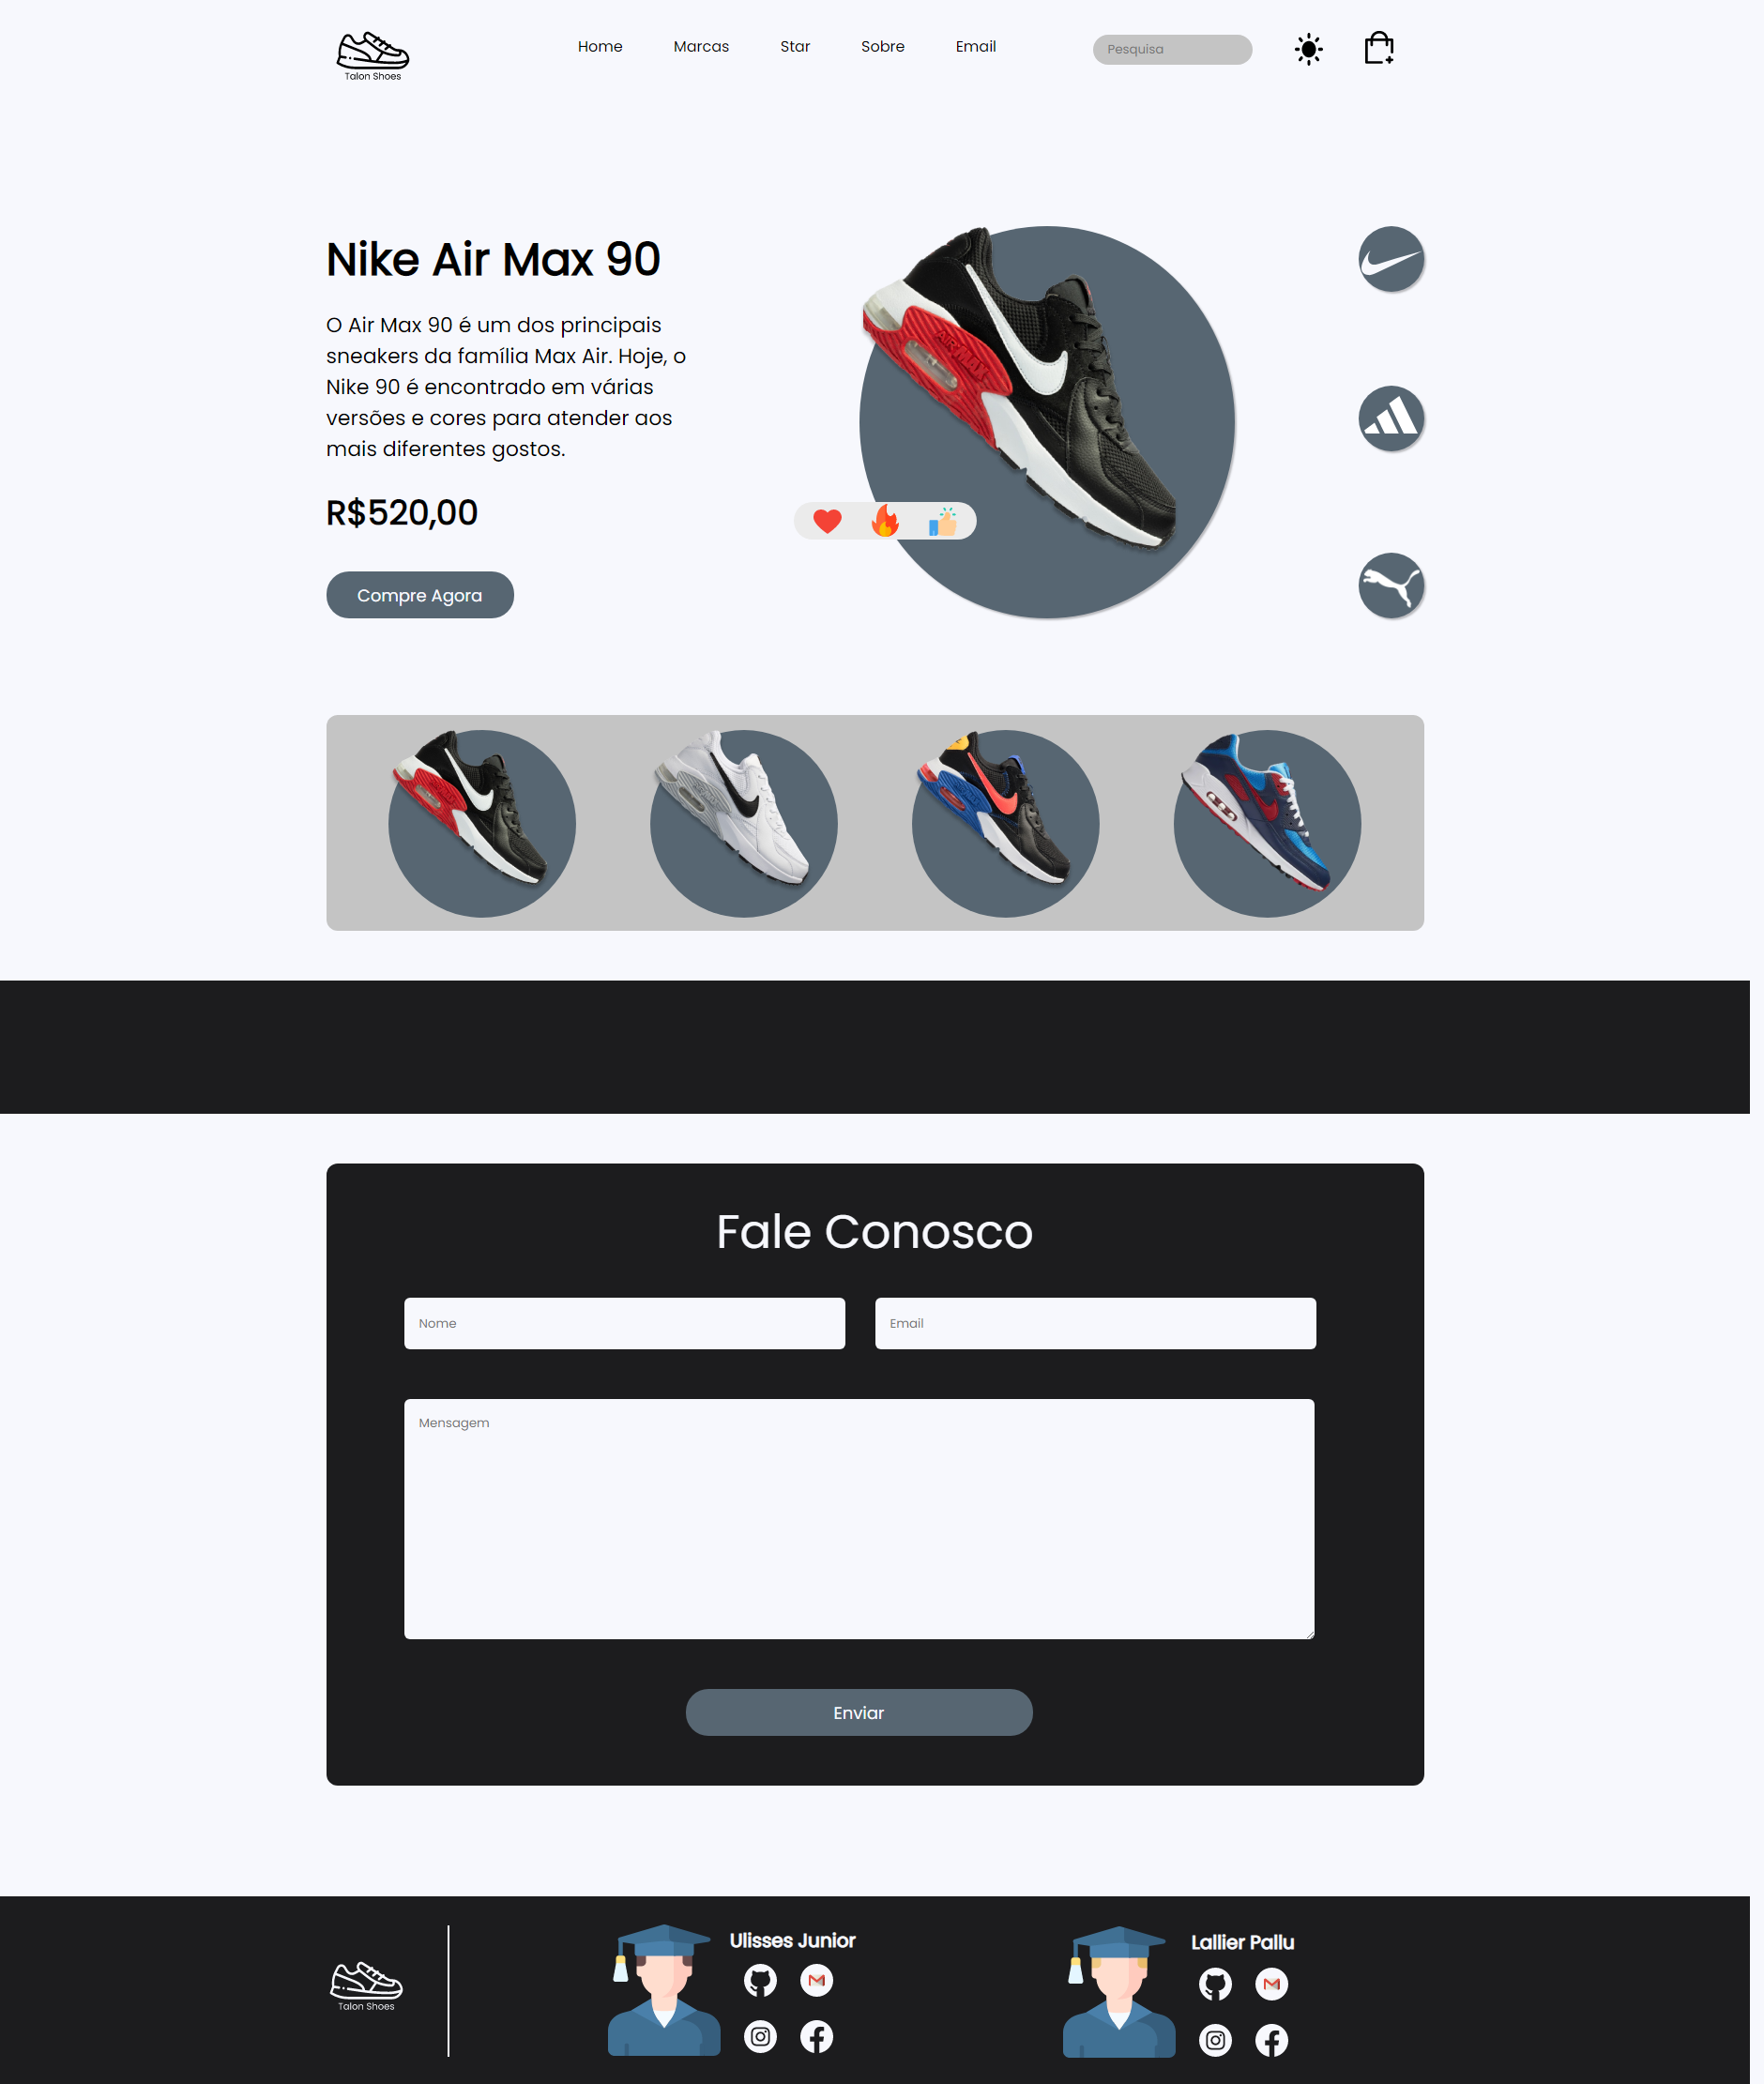 Talon Shoes
Home
Marcas
Star
Sobre
Email
Pesquisa
Nike Air Max 90
O Air Max 90 é um dos principais
sneakers da família Max Air. Hoje, o
Nike 90 é encontrado em várias
versões e cores para atender aos
mais diferentes gostos.
R$520,00
Compre Agora
AIR MAX
Fale Conosco
Nome
Email
Mensagem
Enviar
Talon Shoes
Ulisses Junior
Lallier Pallu